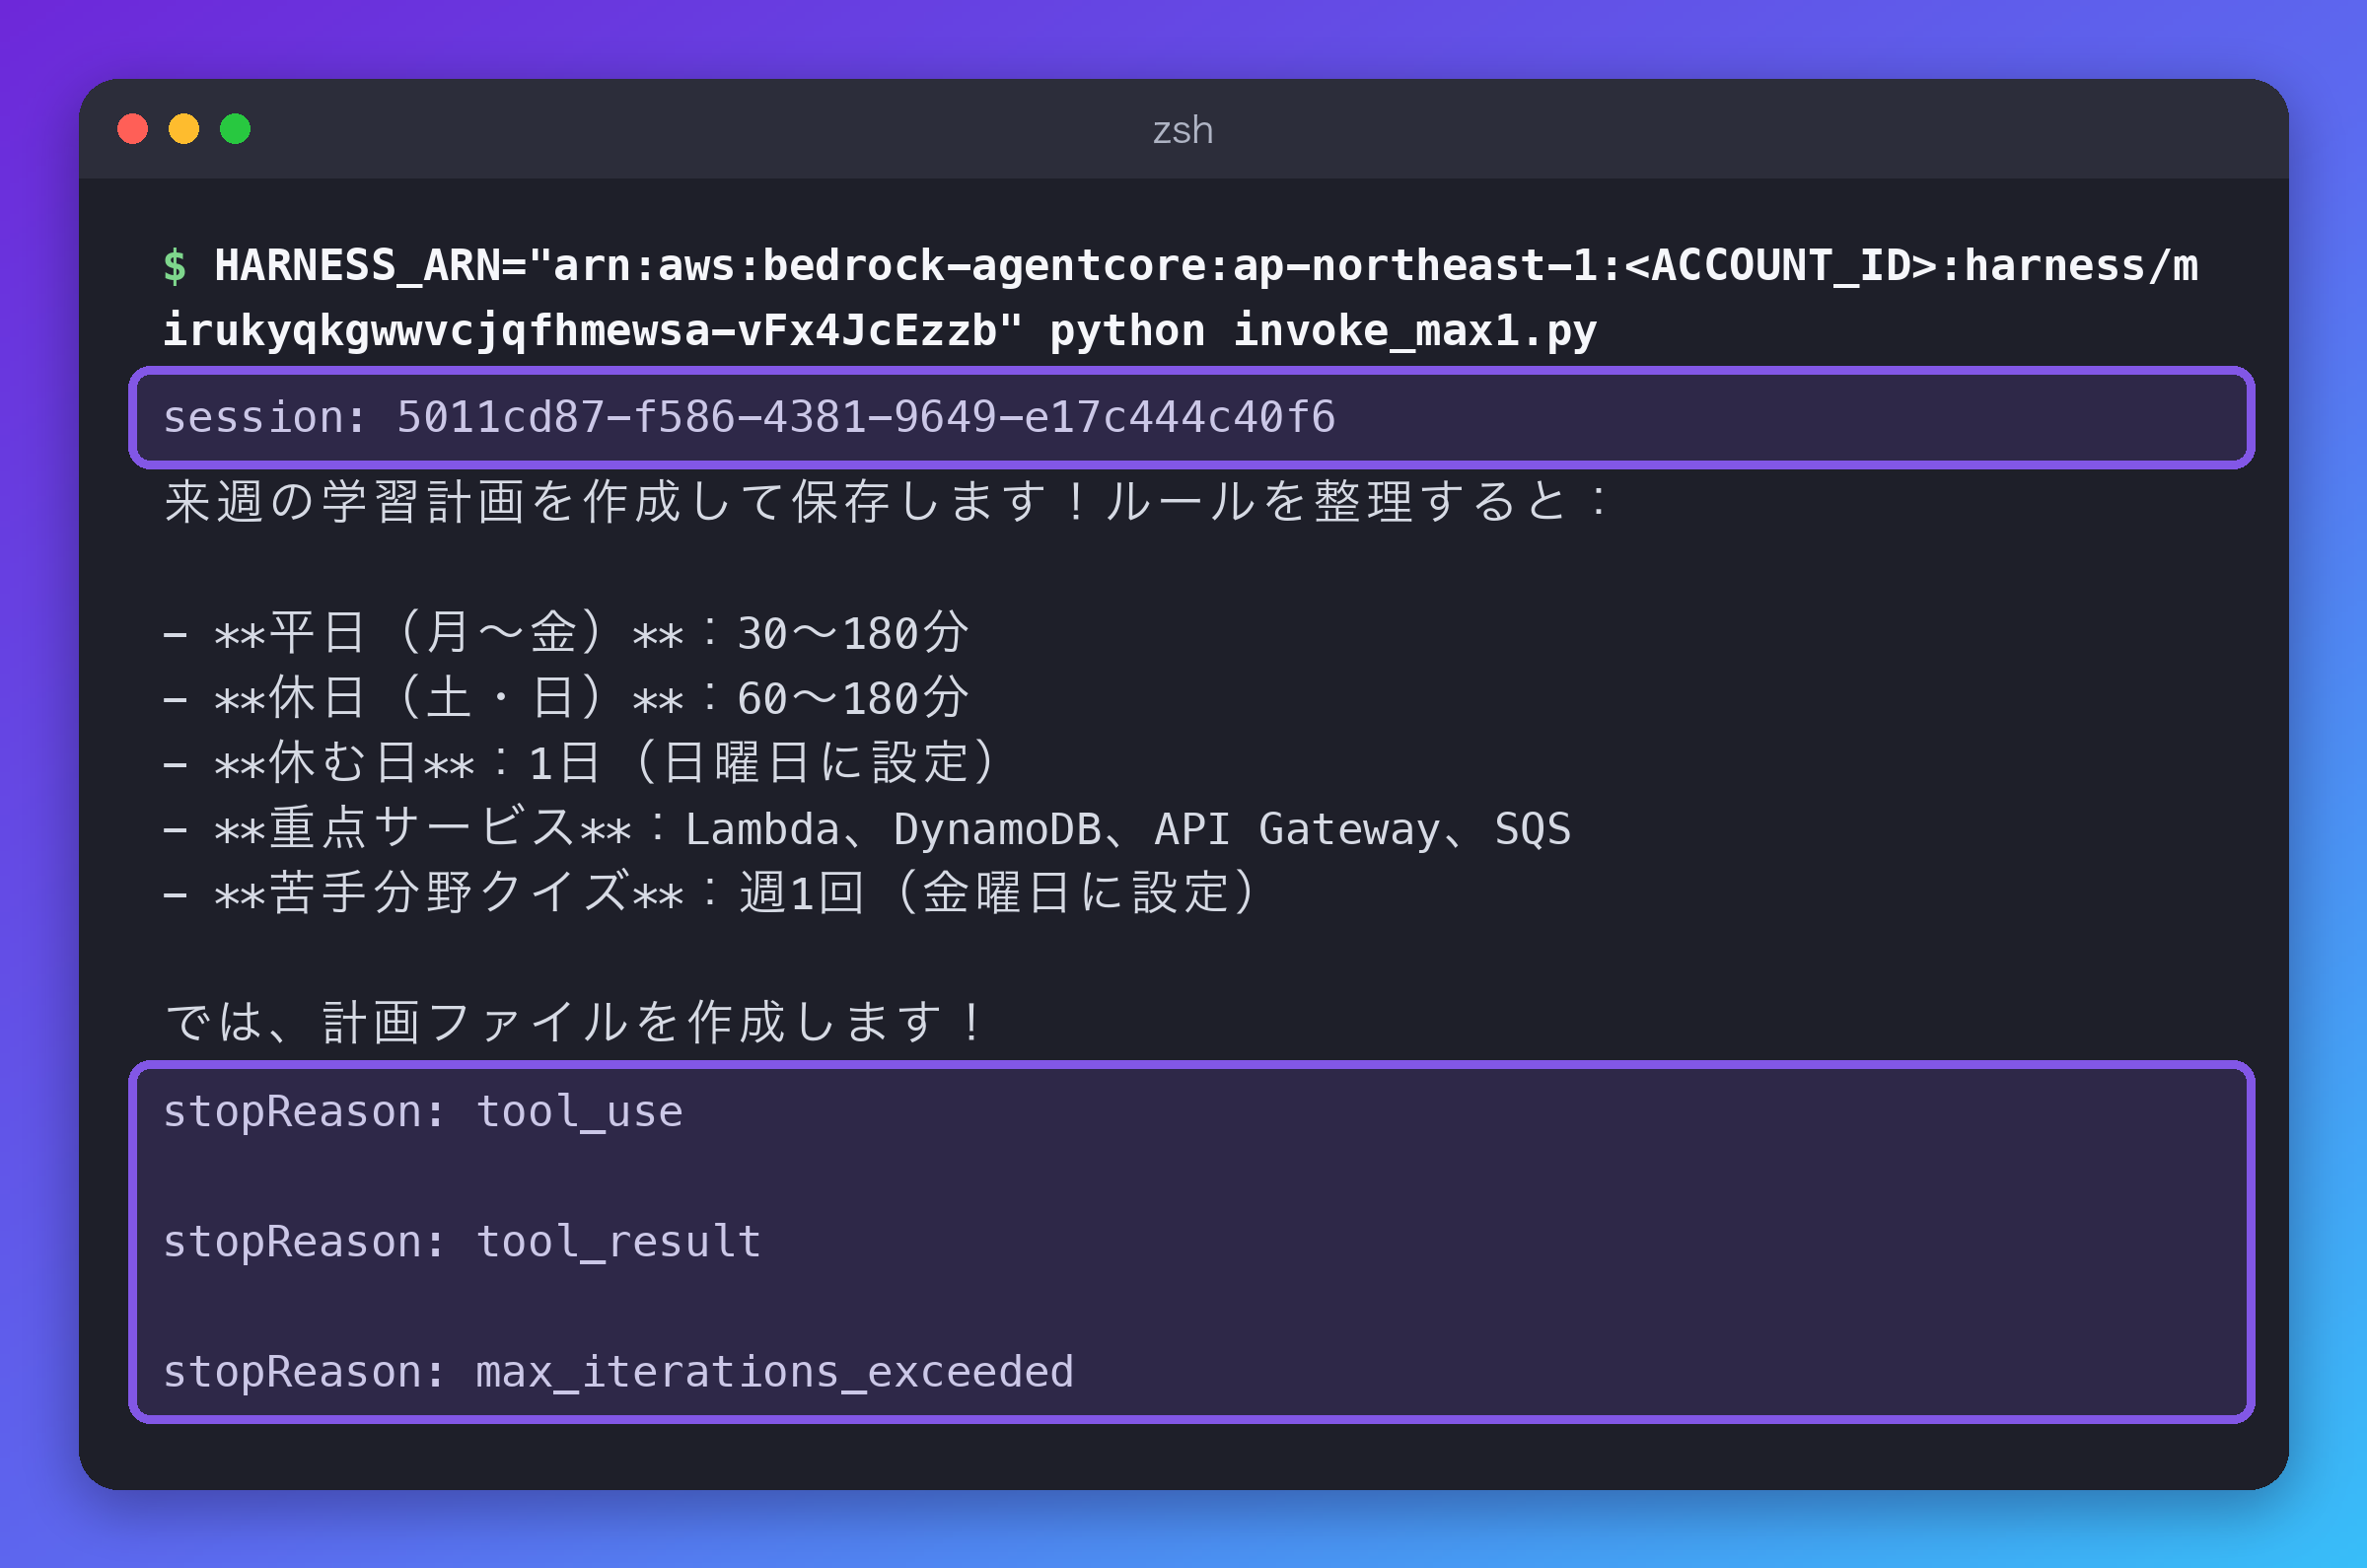 zsh
$ HARNESS_ARN="arn:aws:bedrock-agentcore:ap-northeast-1:<ACCOUNT_ID>:harness/m
irukyqkgwwvcjqfhmewsa-vFx4JcEzzb" python invoke_max1.py
session: 5011cd87-f586-4381-9649-e17c444c40f6
来週の学習計画を作成して保存します！ルールを整理すると：
- **平日（月〜金）**：30〜180分
- **休日（土・日）**：60〜180分
- **休む日**：1日（日曜日に設定）
- **重点サービス**：Lambda、DynamoDB、API Gateway、SQS
- **苦手分野クイズ**：週1回（金曜日に設定）
では、計画ファイルを作成します！
stopReason: tool_use
stopReason: tool_result
stopReason: max_iterations_exceeded